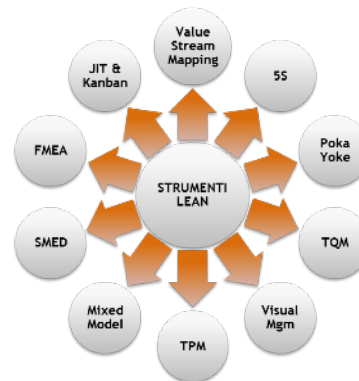 Value
Stream
Mapping
5S
Poka
Yoke
TQM
Visual
Mgm
TPM
Mixed
Model
SMED
FMEA
JIT &
Kanban
STRUMENTI
LEAN